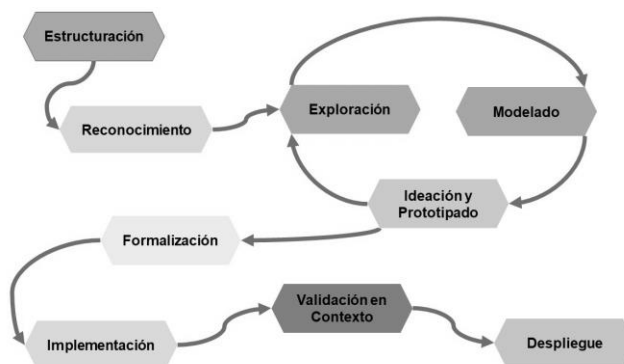 Estructuración
Reconocimiento
Exploración
Modelado
Ideación y
Prototipado
Formalización
Implementación
Validación en
Contexto
Despliegue